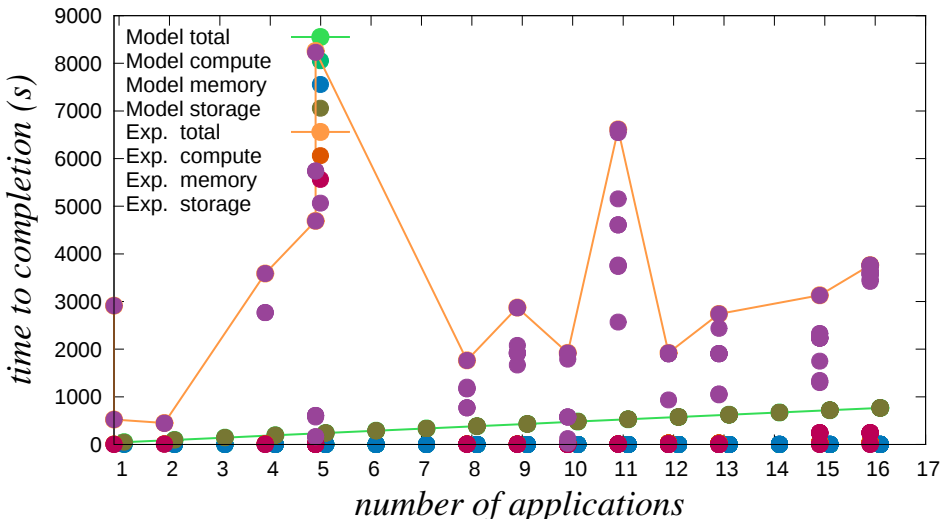 9000
8000
7000
6000
5000
4000
3000
2000
1000
0
time to completion (s)
Model total
Model compute
Model memory
Model storage
Exp. total
Exp. compute
Exp. memory
Exp. storage
1 2 3 4 5 6 7 8 9 10 11 12 13 14 15 16 17
number of applications